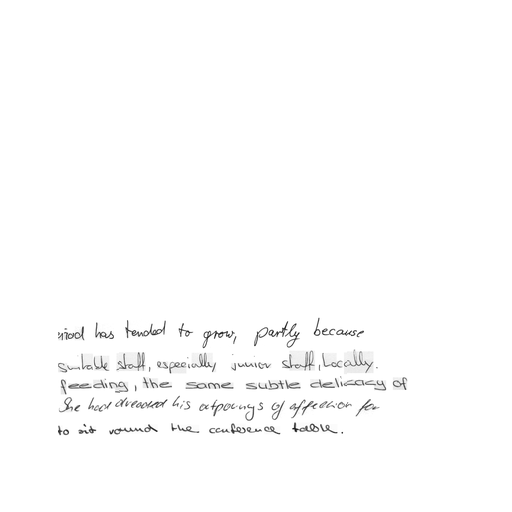 has tended to grow, partly because
suitable staff, especially junior staff, locally.
feeding, the same subtle delicacy of
She had dreaded his outpourings of affection for
to sit round the conference table.